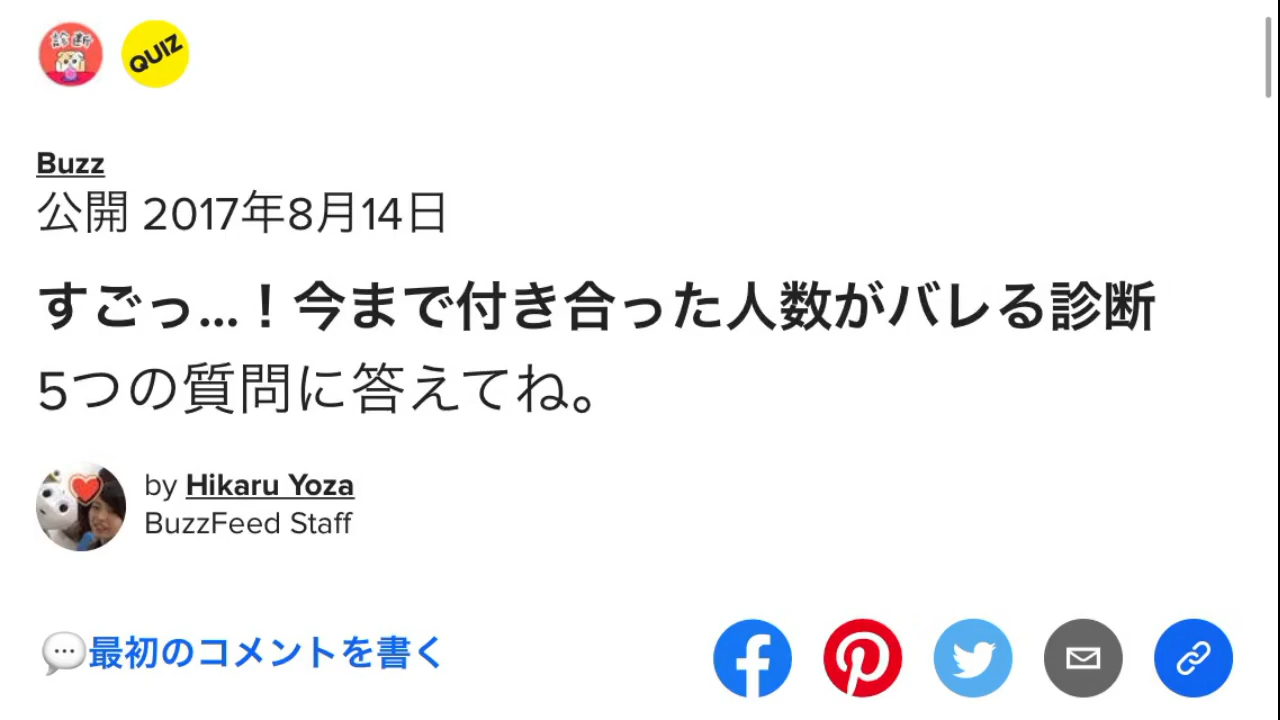 診断
QUIZ
Buzz
公開 2017年8月14日
すごっ…！今まで付き合った人数がバレる診断
5つの質問に答えてね。
by Hikaru Yoza
BuzzFeed Staff
最初のコメントを書く